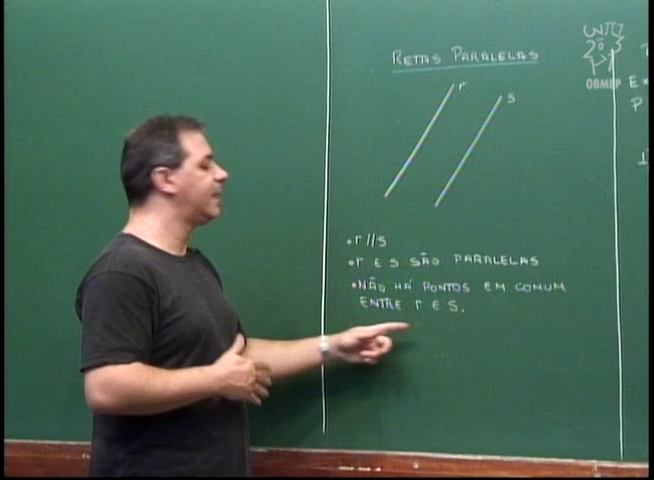 RETAS PARALELAS
r
s
• r//s
• r E s SÃO PARALELAS
• NÃO HÁ PONTOS EM COMUM
ENTRE r E s.
OBMEP